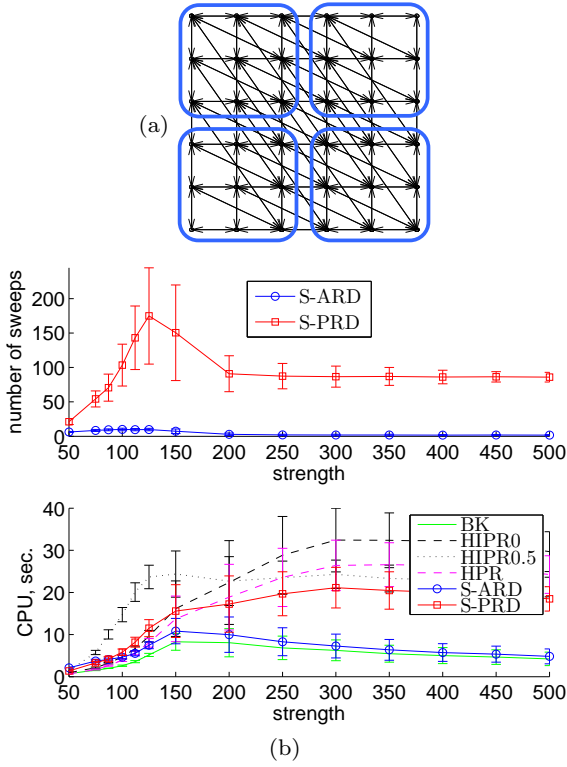 (a)
200
150
100
50
0
number of sweeps
S-ARD
S-PRD
50 100 150 200 250 300 350 400 450 500
strength
40
30
20
10
0
CPU, sec.
BK
HIPR0
HIPR0.5
HPR
S-ARD
S-PRD
50 100 150 200 250 300 350 400 450 500
strength
(b)